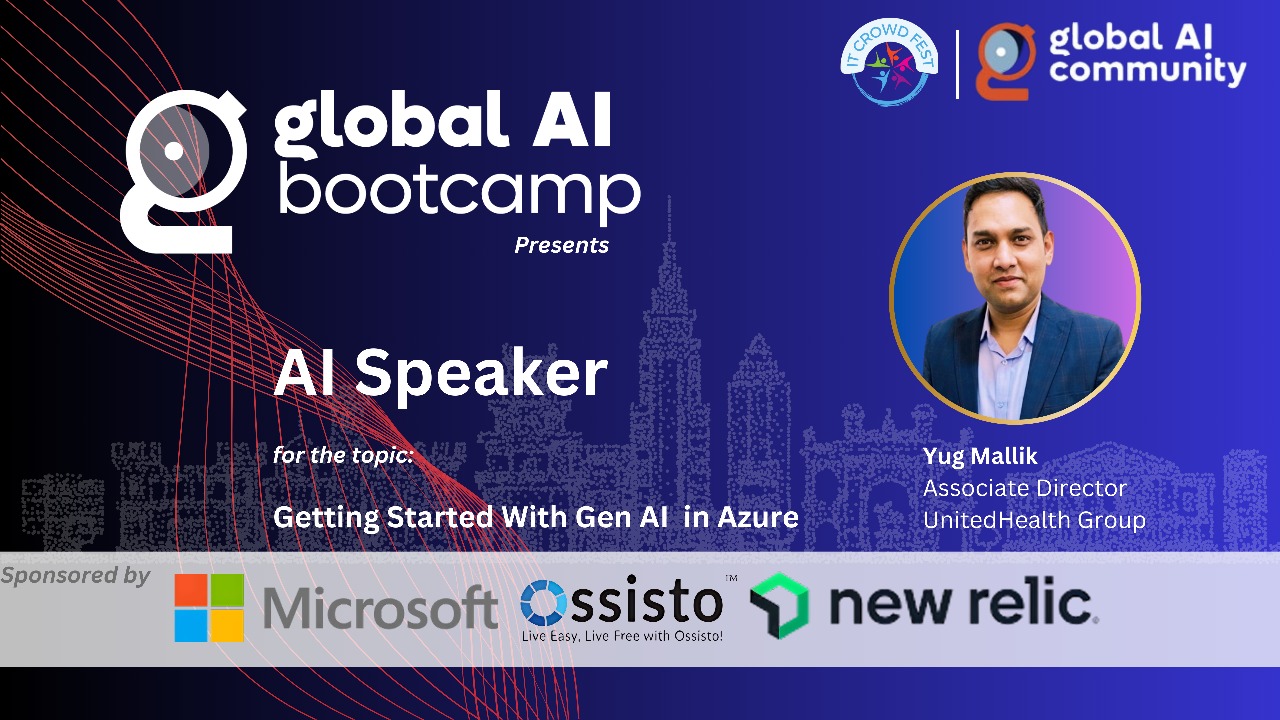 IT CROWD FEST
global AI
community
global AI
bootcamp
Presents
AI Speaker
for the topic:
Getting Started With Gen AI in Azure
Yug Mallik
Associate Director
UnitedHealth Group
Sponsored by
Microsoft
Ossisto™
Live Easy, Live Free with Ossisto!
new relic®